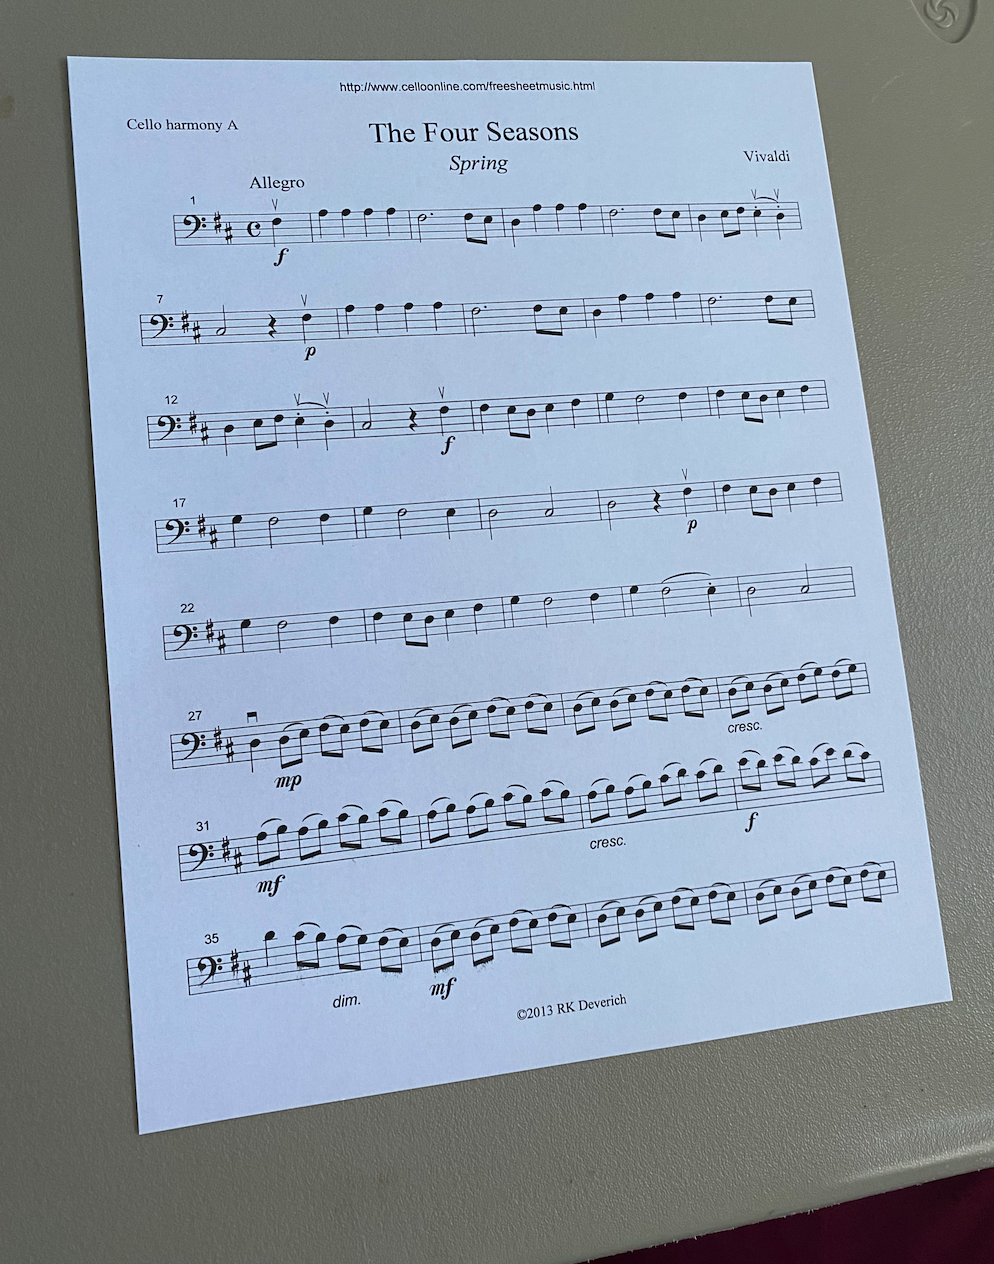 http://www.celloonline.com/freesheetmusic.html
Cello harmony A
The Four Seasons
Spring
Vivaldi
Allegro
1
f
7
p
12
f
17
p
22
27
mp
cresc.
31
mf
cresc.
f
35
dim.
mf
©2013 RK Deverich